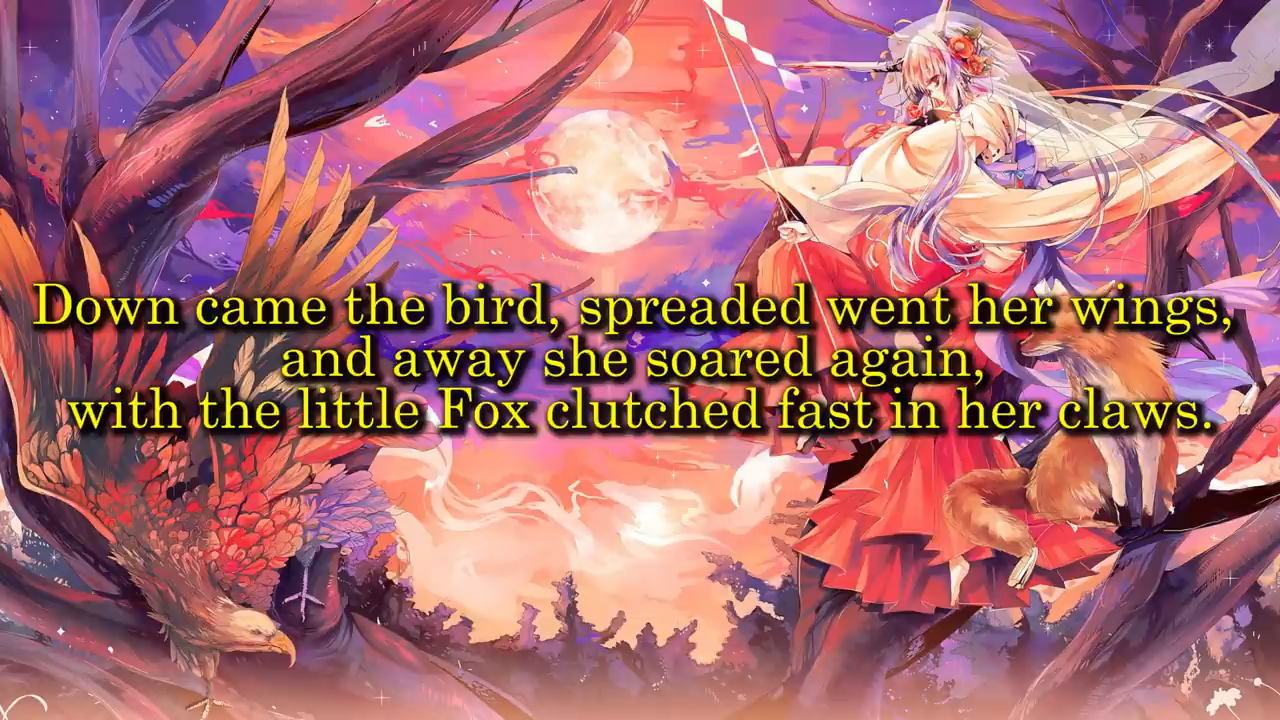 Down came the bird, spreaded went her wings,
and away she soared again,
with the little Fox clutched fast in her claws.